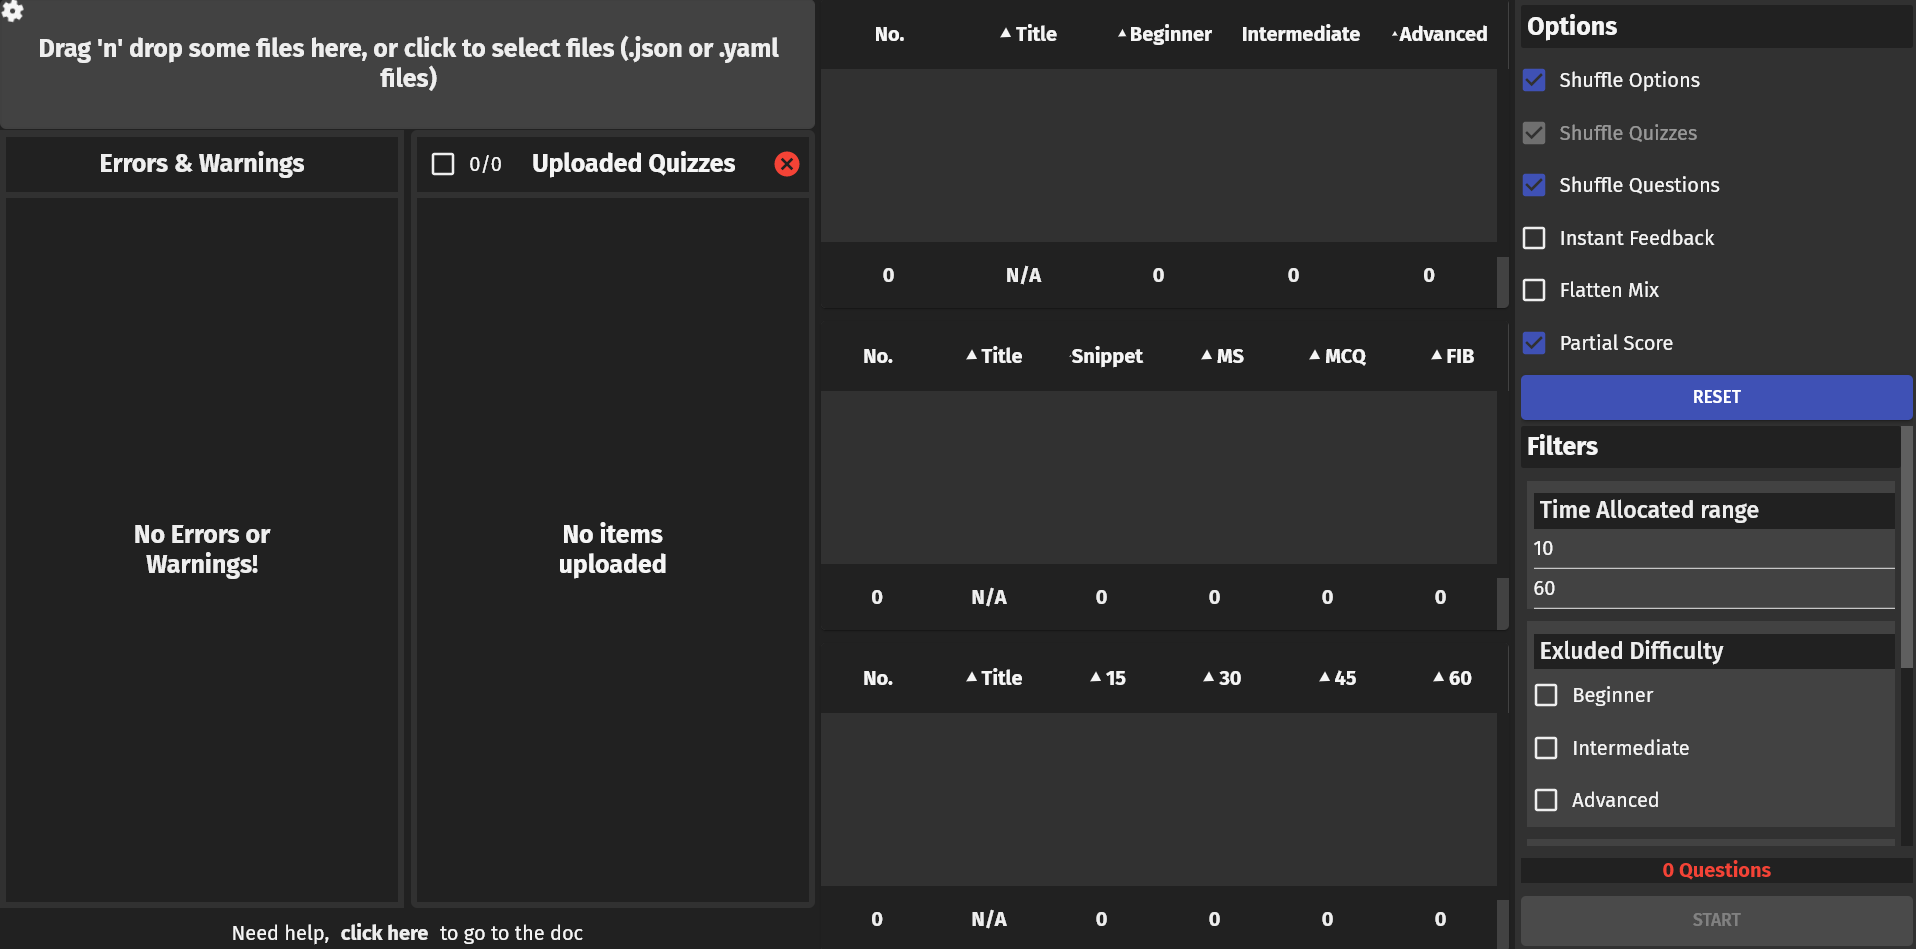 Drag 'n' drop some files here, or click to select files (.json or .yaml
files)
Errors & Warnings
No Errors or
Warnings!
0/0 Uploaded Quizzes
No items
uploaded
Need help, click here to go to the doc
No. Title Beginner Intermediate Advanced
0 N/A 0 0 0
No. Title Snippet MS MCQ FIB
0 N/A 0 0 0 0
No. Title 15 30 45 60
0 N/A 0 0 0 0
Options
Shuffle Options
Shuffle Quizzes
Shuffle Questions
Instant Feedback
Flatten Mix
Partial Score
RESET
Filters
Time Allocated range
10
60
Exluded Difficulty
Beginner
Intermediate
Advanced
0 Questions
START